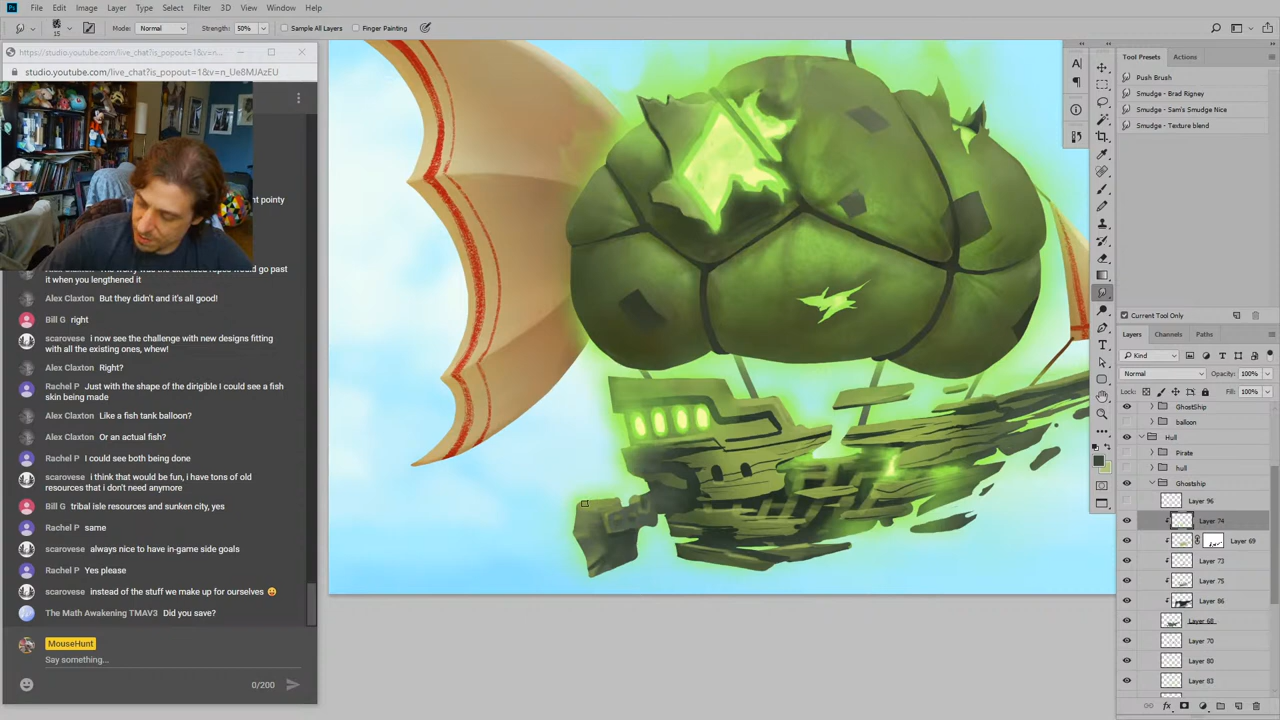 File Edit Image Layer Type Select Filter 3D View Window Help
15 Mode: Normal Strength: 50% Sample All Layers Finger Painting
https://studio.youtube.com/live_chat?is_popout=1&v=n_...
studio.youtube.com/live_chat?is_popout=1&v=n_Ue8MJAzEU
nt pointy
it when you lengthened it
Alex Claxton But they didn't and it's all good!
Bill G right
scarovese i now see the challenge with new designs fitting
with all the existing ones, whew!
Alex Claxton Right?
Rachel P Just with the shape of the dirigible I could see a fish
skin being made
Alex Claxton Like a fish tank balloon?
Alex Claxton Or an actual fish?
Rachel P I could see both being done
scarovese i think that would be fun, i have tons of old
resources that i don't need anymore
Bill G tribal isle resources and sunken city, yes
Rachel P same
scarovese always nice to have in-game side goals
Rachel P Yes please
scarovese instead of the stuff we make up for ourselves 😀
The Math Awakening TMAV3 Did you save?
MouseHunt
Say something...
0/200
Tool Presets Actions
Push Brush
Smudge - Brad Rigney
Smudge - Sam's Smudge Nice
Smudge - Texture blend
Current Tool Only
Layers Channels Paths
Kind
Normal Opacity: 100%
Lock: Fill: 100%
GhostShip
balloon
Hull
Pirate
hull
Ghostship
Layer 96
Layer 74
Layer 69
Layer 73
Layer 75
Layer 86
Layer 68
Layer 70
Layer 80
Layer 83